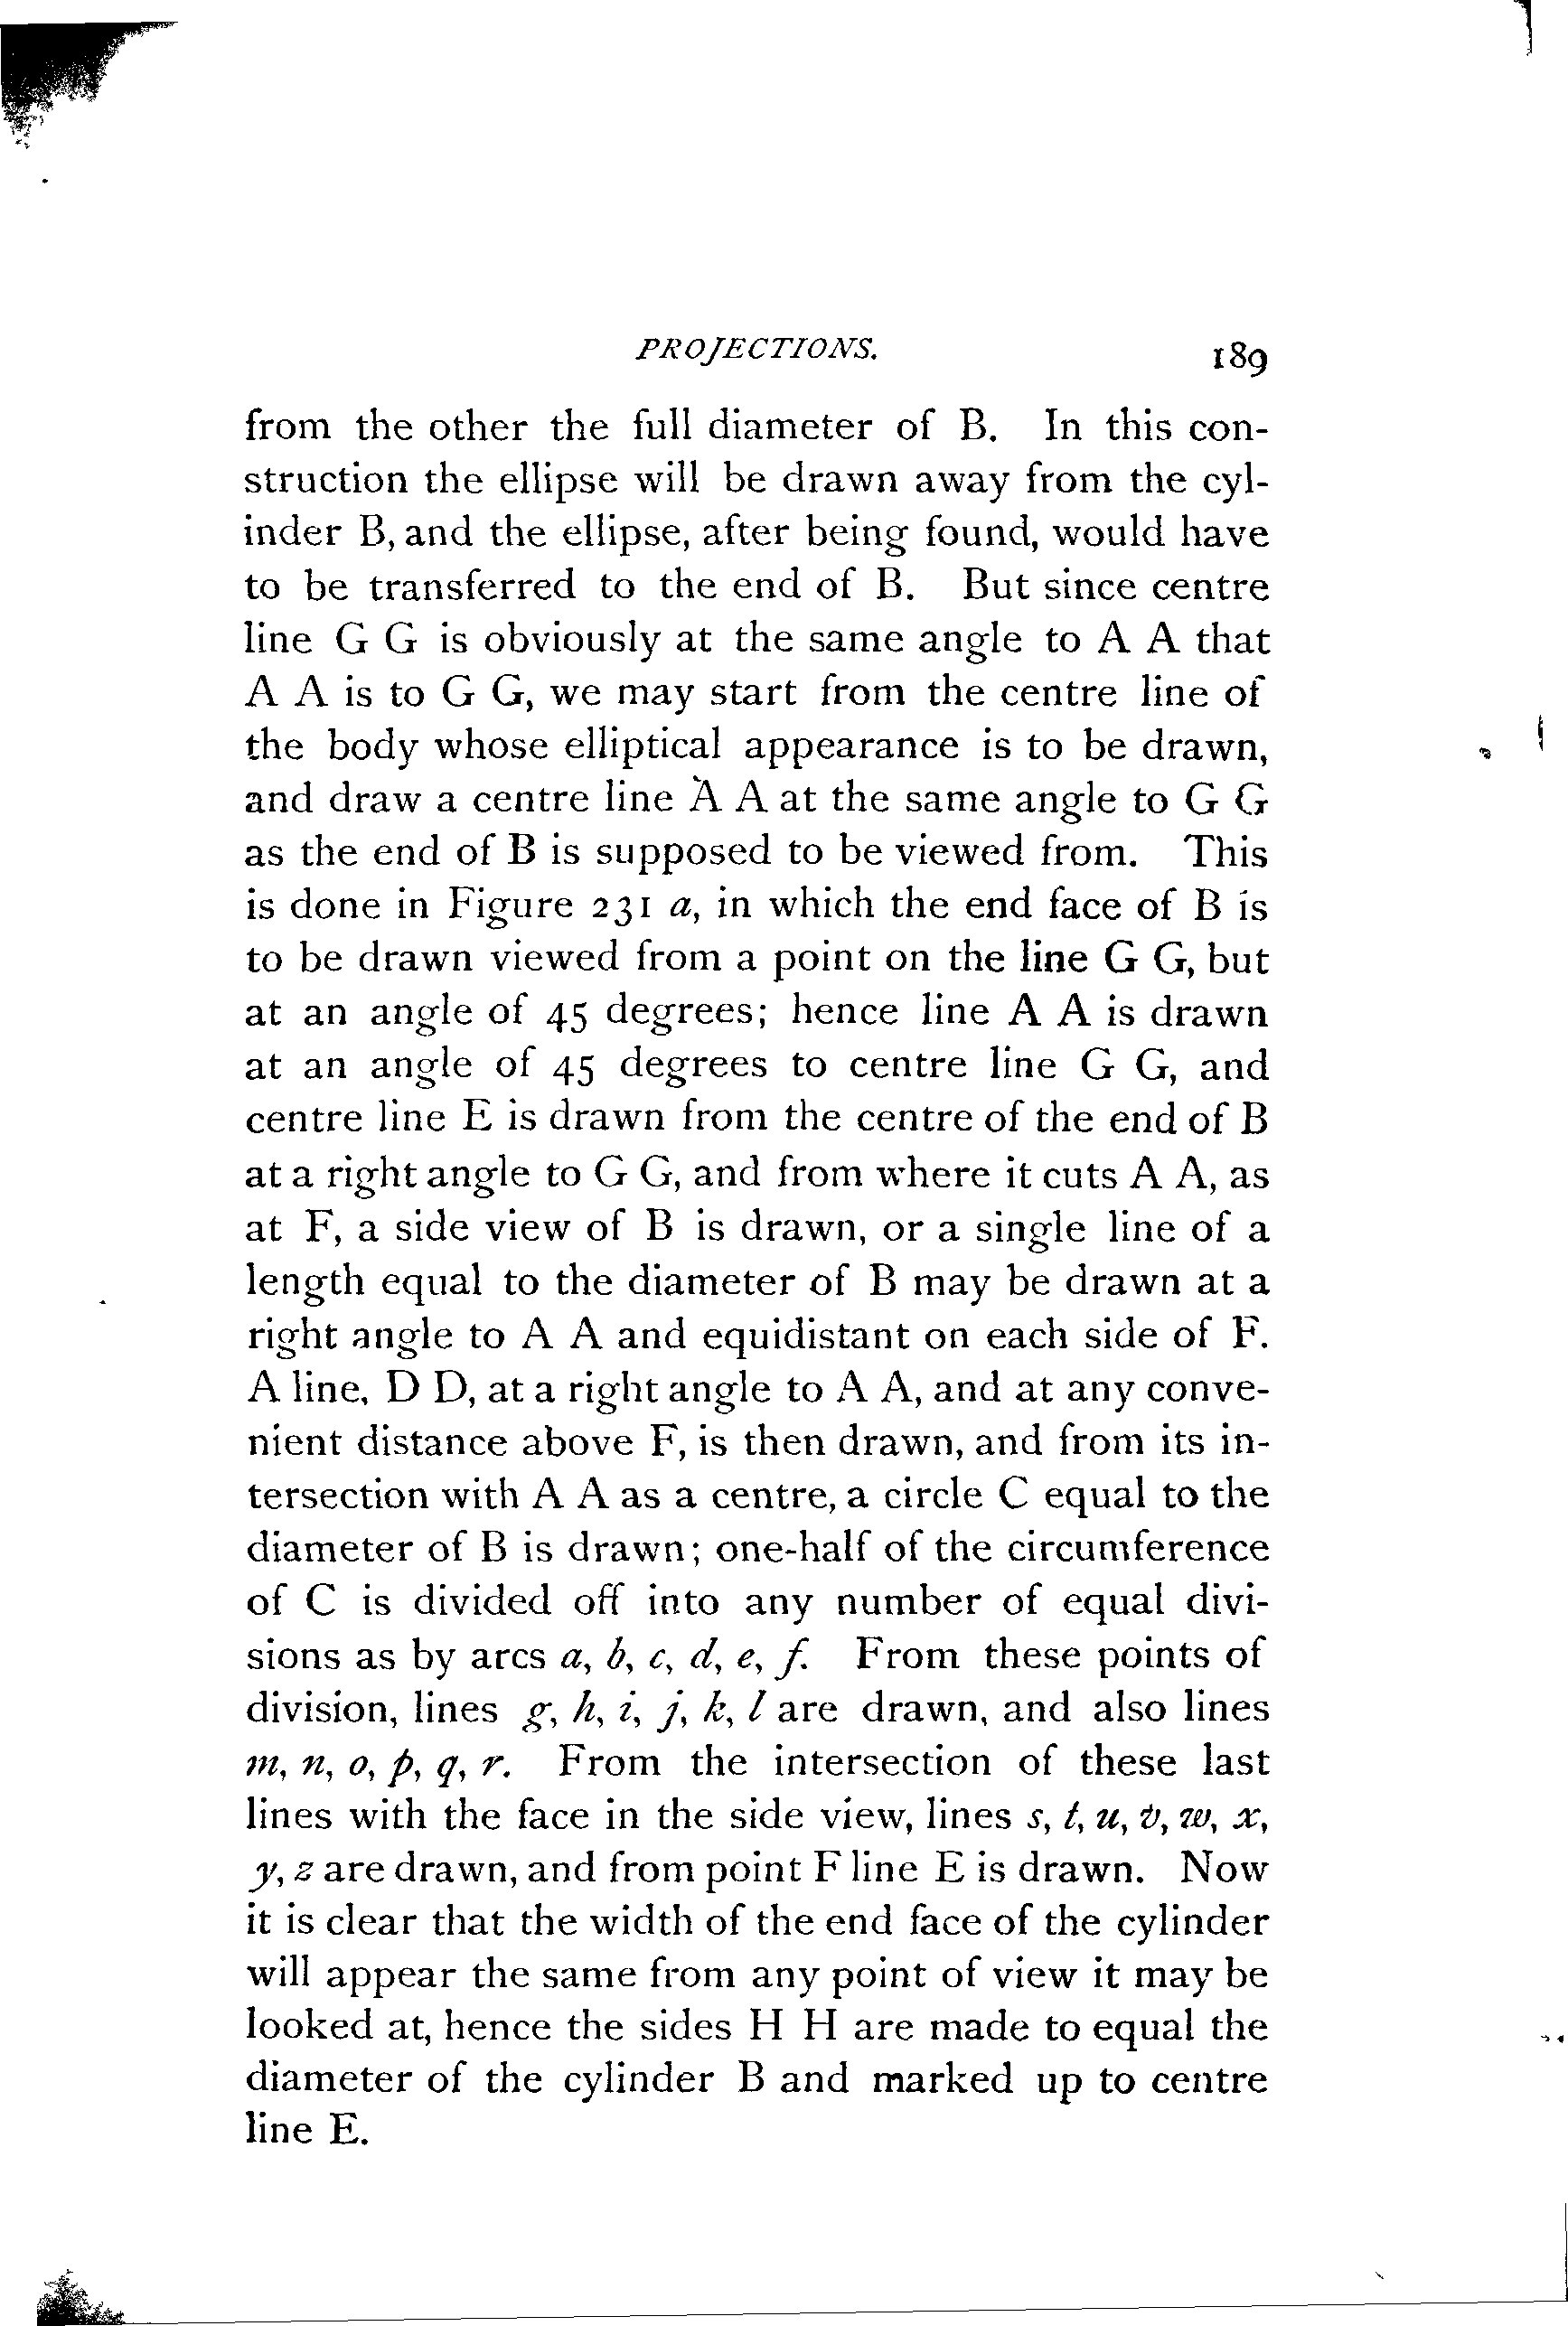 PROJECTIONS. 189
from the other the full diameter of B. In this con-
struction the ellipse will be drawn away from the cyl-
inder B, and the ellipse, after being found, would have
to be transferred to the end of B. But since centre
line G G is obviously at the same angle to A A that
A A is to G G, we may start from the centre line of
the body whose elliptical appearance is to be drawn,
and draw a centre line A A at the same angle to G G
as the end of B is supposed to be viewed from. This
is done in Figure 231 a, in which the end face of B is
to be drawn viewed from a point on the line G G, but
at an angle of 45 degrees; hence line A A is drawn
at an angle of 45 degrees to centre line G G, and
centre line E is drawn from the centre of the end of B
at a right angle to G G, and from where it cuts A A, as
at F, a side view of B is drawn, or a single line of a
length equal to the diameter of B may be drawn at a
right angle to A A and equidistant on each side of F.
A line, D D, at a right angle to A A, and at any conve-
nient distance above F, is then drawn, and from its in-
tersection with A A as a centre, a circle C equal to the
diameter of B is drawn; one-half of the circumference
of C is divided off into any number of equal divi-
sions as by arcs a, b, c, d, e, f. From these points of
division, lines g, h, i, j, k, l are drawn, and also lines
m, n, o, p, q, r. From the intersection of these last
lines with the face in the side view, lines s, t, u, v, w, x,
y, z are drawn, and from point F line E is drawn. Now
it is clear that the width of the end face of the cylinder
will appear the same from any point of view it may be
looked at, hence the sides H H are made to equal the
diameter of the cylinder B and marked up to centre
line E.